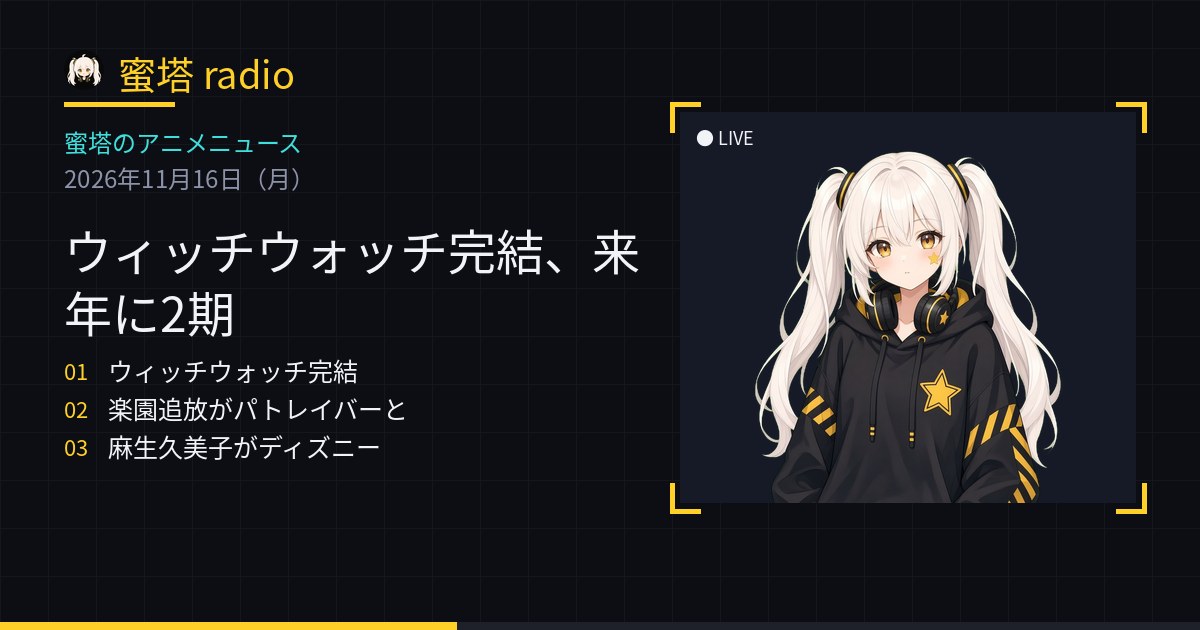 蜜塔 radio
蜜塔のアニメニュース
2026年11月16日（月）
ウィッチウォッチ完結、来
年に2期
01 ウィッチウォッチ完結
02 楽園追放がパトレイバーと
03 麻生久美子がディズニー
LIVE